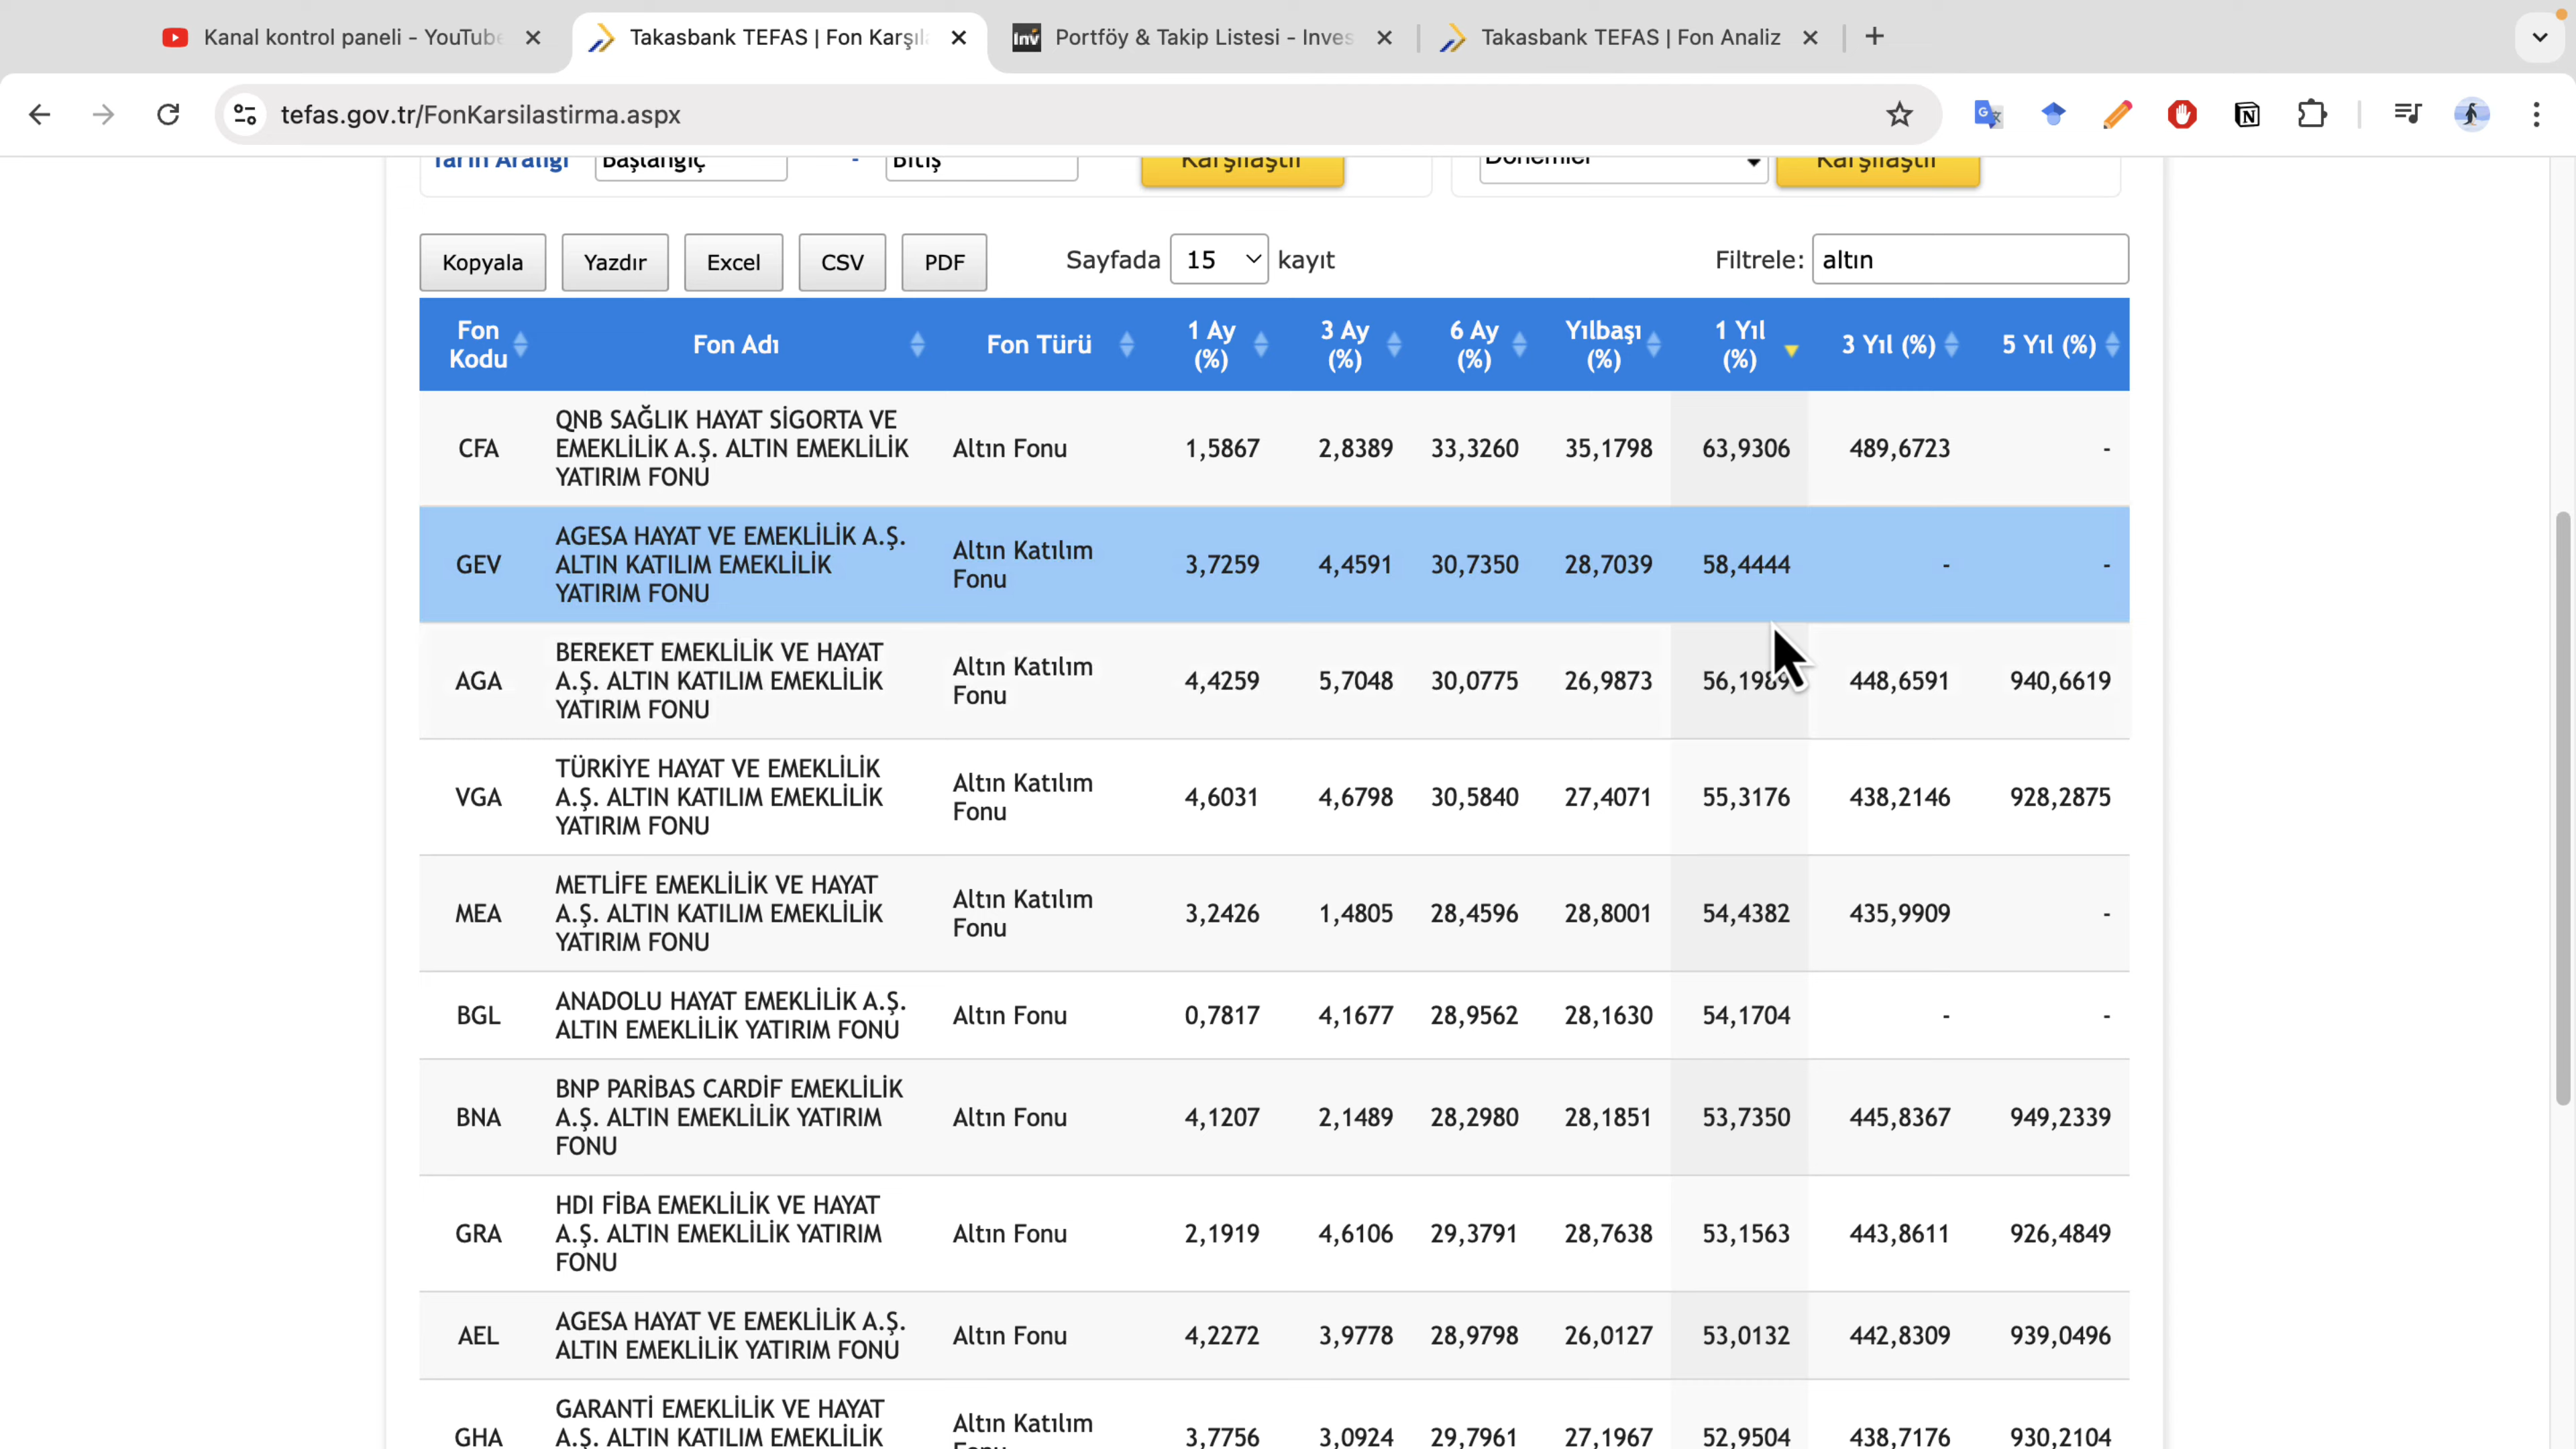 Kanal kontrol paneli - YouTube
Takasbank TEFAS | Fon Karşıla
Portföy & Takip Listesi - Inves
Takasbank TEFAS | Fon Analiz
tefas.gov.tr/FonKarsilastirma.aspx
Tarih Aralığı Başlangıç - Bitiş Karşılaştır Dönemler Karşılaştır
Kopyala Yazdır Excel CSV PDF Sayfada 15 kayıt Filtrele: altın
Fon Kodu Fon Adı Fon Türü 1 Ay (%) 3 Ay (%) 6 Ay (%) Yılbaşı (%) 1 Yıl (%) 3 Yıl (%) 5 Yıl (%)
QNB SAĞLIK HAYAT SİGORTA VE
CFA EMEKLİLİK A.Ş. ALTIN EMEKLİLİK Altın Fonu 1,5867 2,8389 33,3260 35,1798 63,9306 489,6723 -
YATIRIM FONU
AGESA HAYAT VE EMEKLİLİK A.Ş. Altın Katılım
GEV ALTIN KATILIM EMEKLİLİK 3,7259 4,4591 30,7350 28,7039 58,4444 - -
YATIRIM FONU Fonu
BEREKET EMEKLİLİK VE HAYAT Altın Katılım
AGA A.Ş. ALTIN KATILIM EMEKLİLİK 4,4259 5,7048 30,0775 26,9873 56,1989 448,6591 940,6619
YATIRIM FONU Fonu
TÜRKİYE HAYAT VE EMEKLİLİK Altın Katılım
VGA A.Ş. ALTIN KATILIM EMEKLİLİK 4,6031 4,6798 30,5840 27,4071 55,3176 438,2146 928,2875
YATIRIM FONU Fonu
METLİFE EMEKLİLİK VE HAYAT Altın Katılım
MEA A.Ş. ALTIN KATILIM EMEKLİLİK 3,2426 1,4805 28,4596 28,8001 54,4382 435,9909 -
YATIRIM FONU Fonu
ANADOLU HAYAT EMEKLİLİK A.Ş.
BGL ALTIN EMEKLİLİK YATIRIM FONU Altın Fonu 0,7817 4,1677 28,9562 28,1630 54,1704 - -
BNP PARİBAS CARDİF EMEKLİLİK
BNA A.Ş. ALTIN EMEKLİLİK YATIRIM Altın Fonu 4,1207 2,1489 28,2980 28,1851 53,7350 445,8367 949,2339
FONU
HDI FİBA EMEKLİLİK VE HAYAT
GRA A.Ş. ALTIN EMEKLİLİK YATIRIM Altın Fonu 2,1919 4,6106 29,3791 28,7638 53,1563 443,8611 926,4849
FONU
AGESA HAYAT VE EMEKLİLİK A.Ş.
AEL ALTIN EMEKLİLİK YATIRIM FONU Altın Fonu 4,2272 3,9778 28,9798 26,0127 53,0132 442,8309 939,0496
GARANTİ EMEKLİLİK VE HAYAT Altın Katılım
GHA A.Ş. ALTIN KATILIM EMEKLİLİK 3,7756 3,0924 29,7961 27,1967 52,9504 438,7176 930,2104